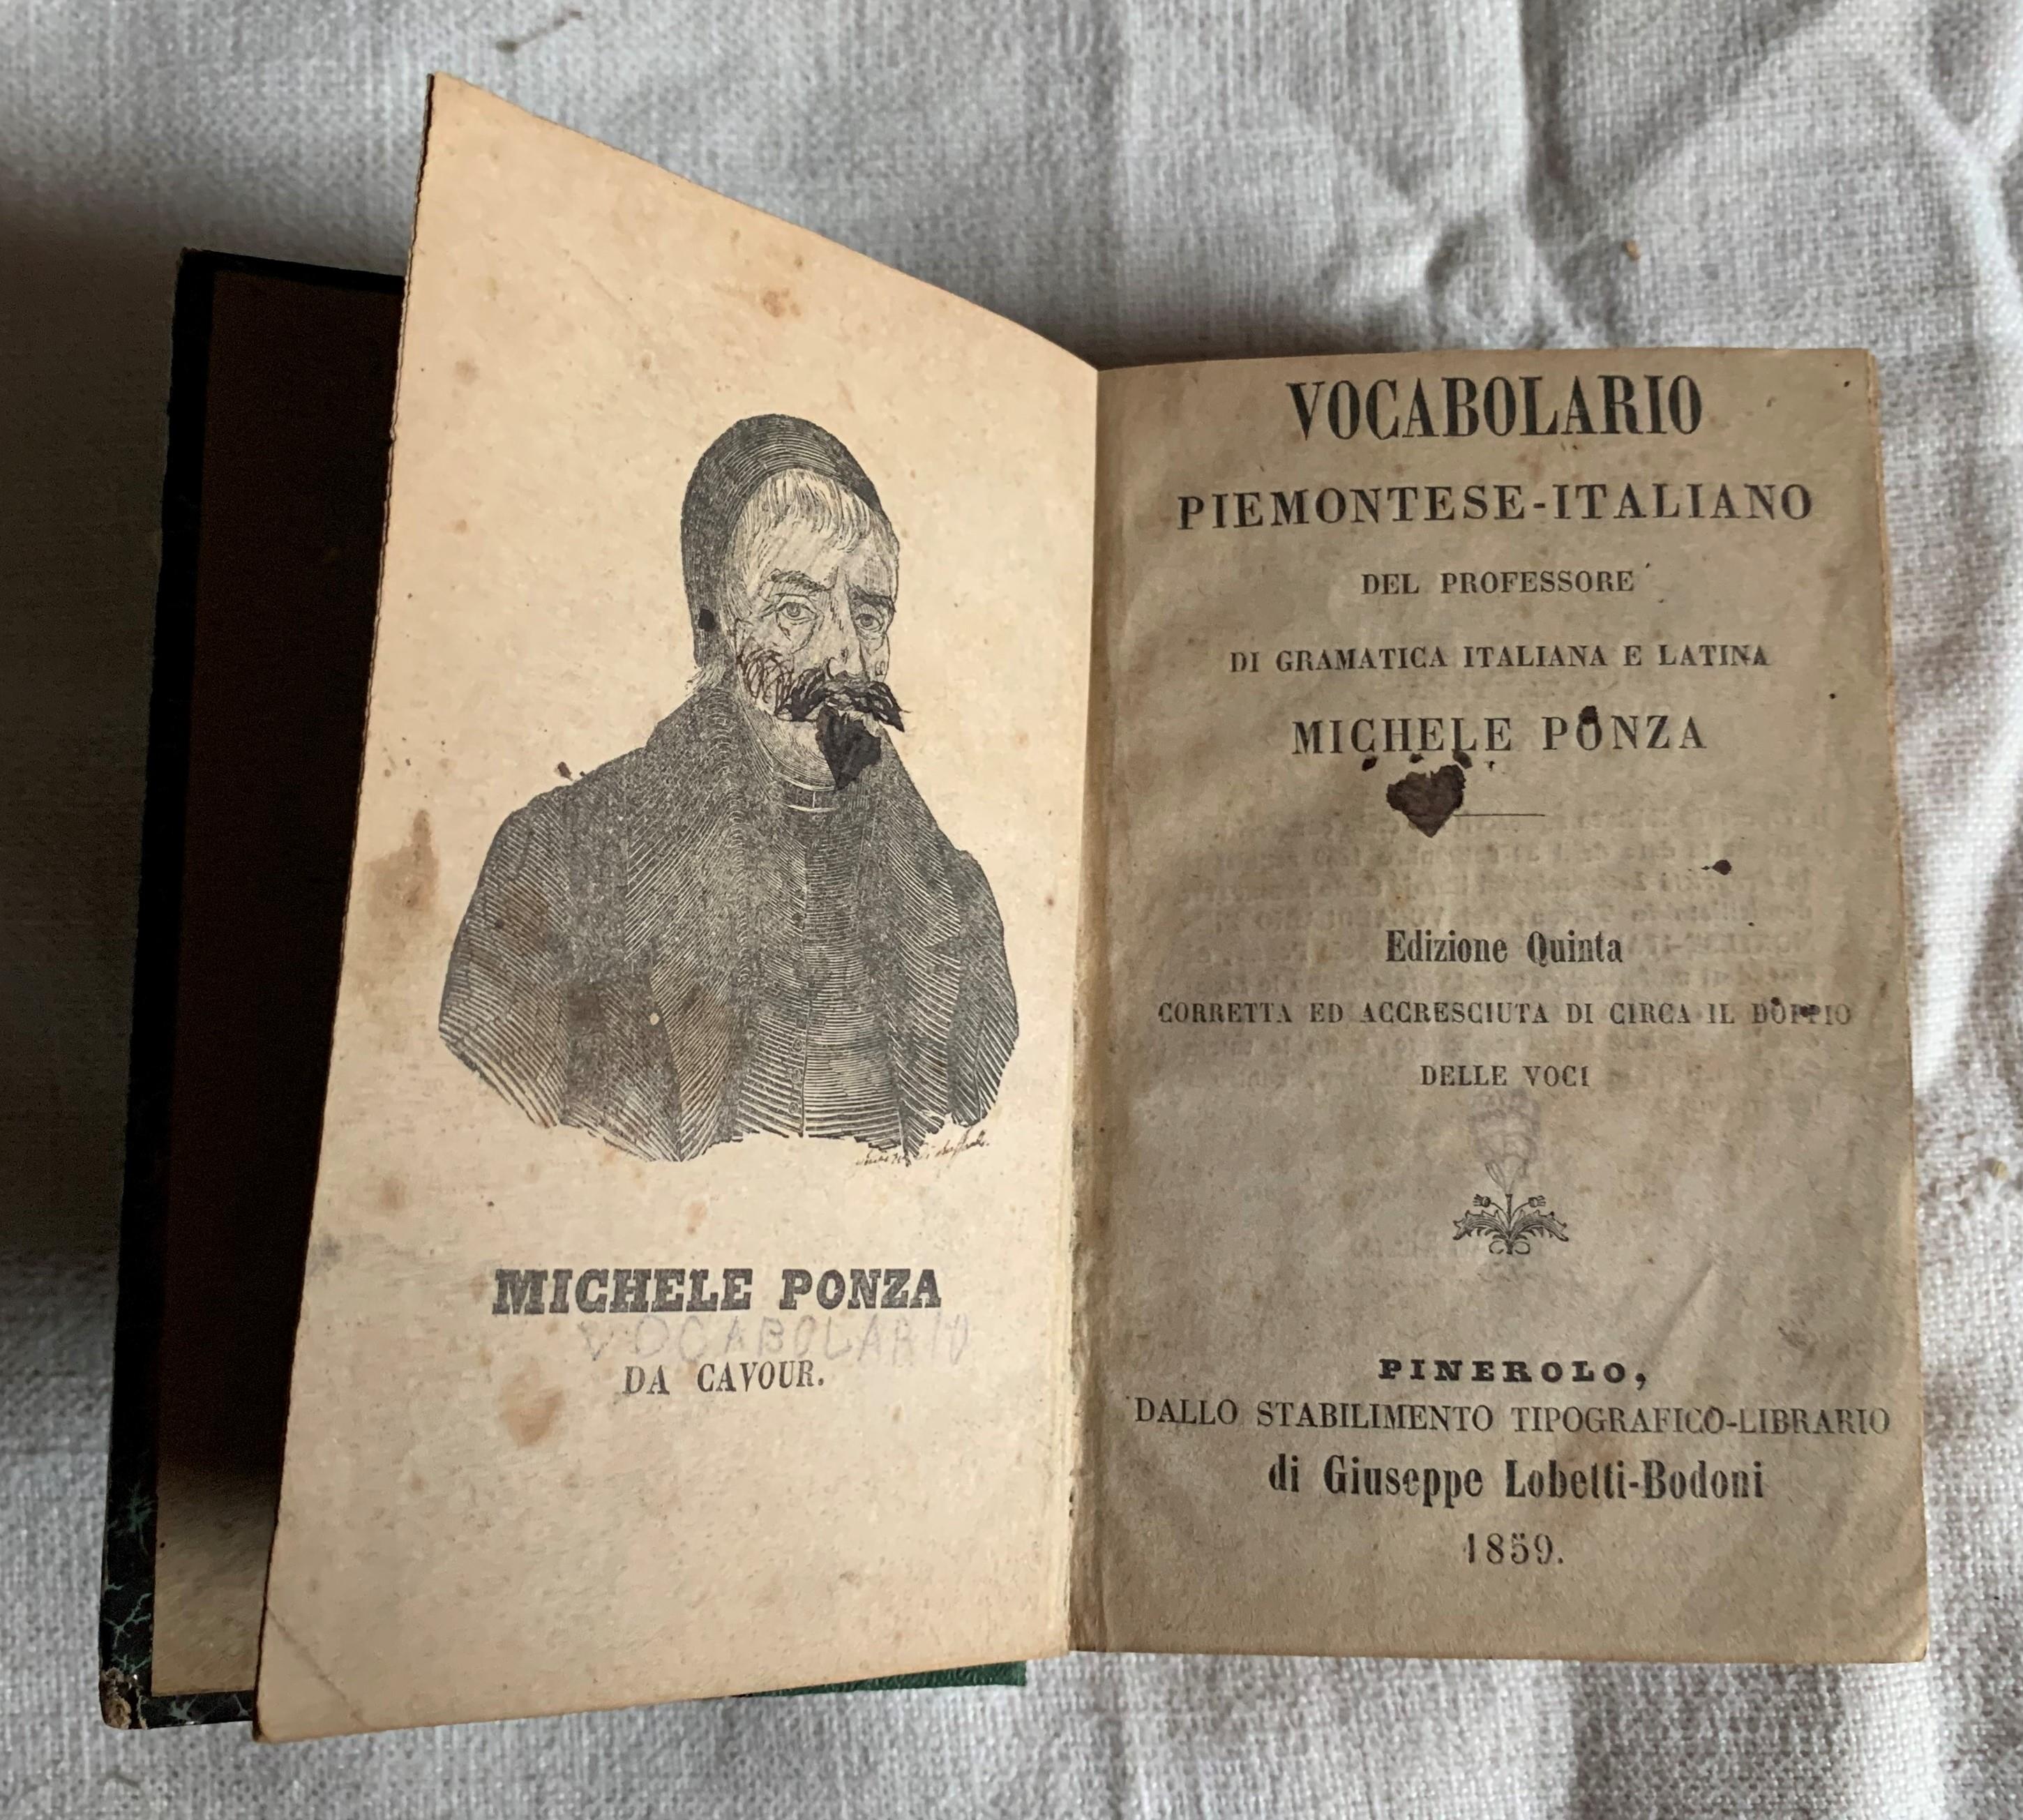 MICHELE PONZA
VOCABOLARIO
DA CAVOUR.
VOCABOLARIO
PIEMONTESE-ITALIANO
DEL PROFESSORE
DI GRAMATICA ITALIANA E LATINA
MICHELE PONZA
Edizione Quinta
CORRETTA ED ACCRESCIUTA DI CIRCA IL DOPPIO
DELLE VOCI
PINEROLO,
DALLO STABILIMENTO TIPOGRAFICO-LIBRARIO
di Giuseppe Lobetti-Bodoni
1859.